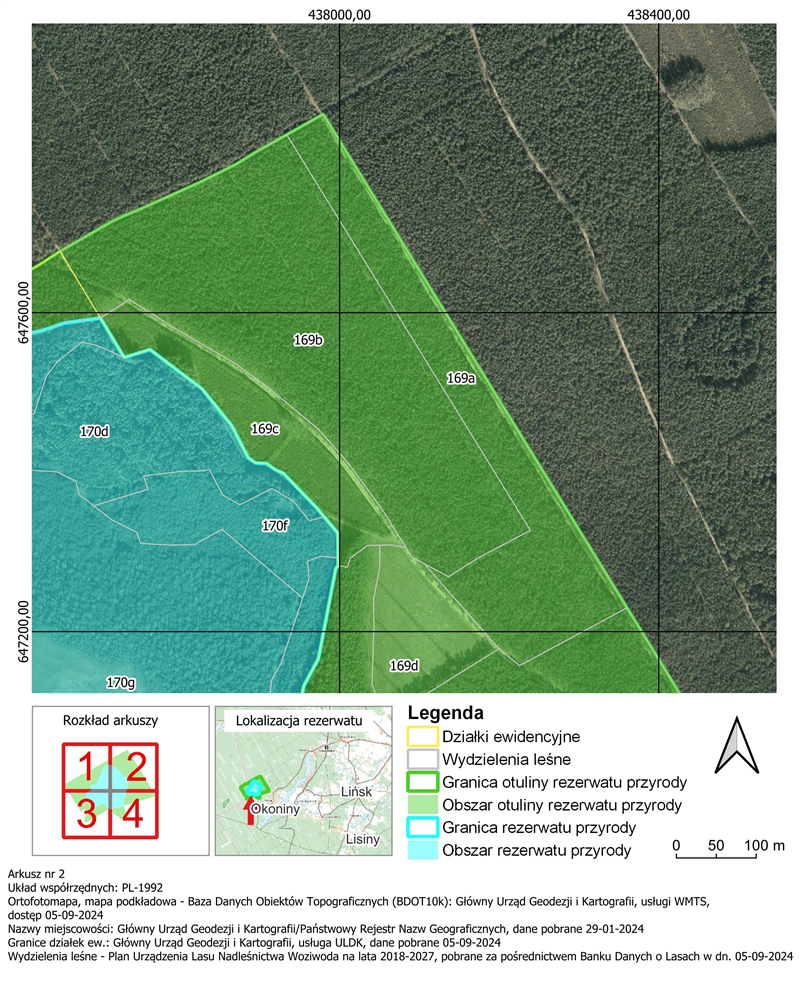 438000,00
438400,00
647600,00
647200,00
169b
169a
169c
170d
170f
169d
170g
Rozkład arkuszy
1 2
3 4
Lokalizacja rezerwatu
Lińsk
Okoniny
Lisiny
Legenda
Działki ewidencyjne
Wydzielenia leśne
Granica otuliny rezerwatu przyrody
Obszar otuliny rezerwatu przyrody
Granica rezerwatu przyrody
Obszar rezerwatu przyrody
0 50 100 m
Arkusz nr 2
Układ współrzędnych: PL-1992
Ortofotomapa, mapa podkładowa - Baza Danych Obiektów Topograficznych (BDOT10k): Główny Urząd Geodezji i Kartografii, usługi WMTS,
dostęp 05-09-2024
Nazwy miejscowości: Główny Urząd Geodezji i Kartografii/Państwowy Rejestr Nazw Geograficznych, dane pobrane 29-01-2024
Granice działek ew.: Główny Urząd Geodezji i Kartografii, usługa ULDK, dane pobrane 05-09-2024
Wydzielenia leśne - Plan Urządzenia Lasu Nadleśnictwa Woziwoda na lata 2018-2027, pobrane za pośrednictwem Banku Danych o Lasach w dn. 05-09-2024